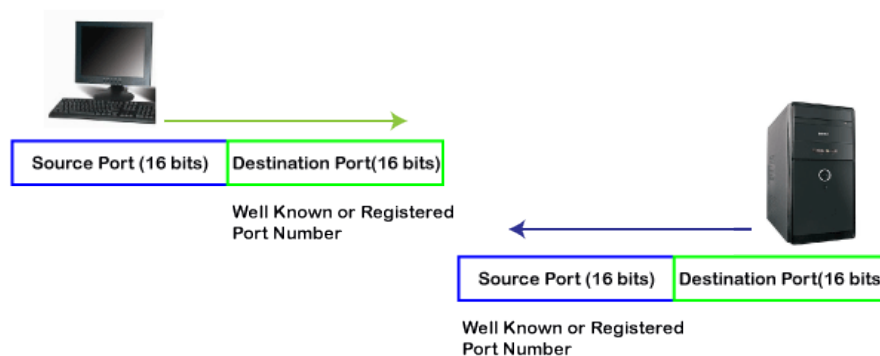 Source Port (16 bits) Destination Port(16 bits)
Well Known or Registered
Port Number
Source Port (16 bits) Destination Port(16 bits
Well Known or Registered
Port Number